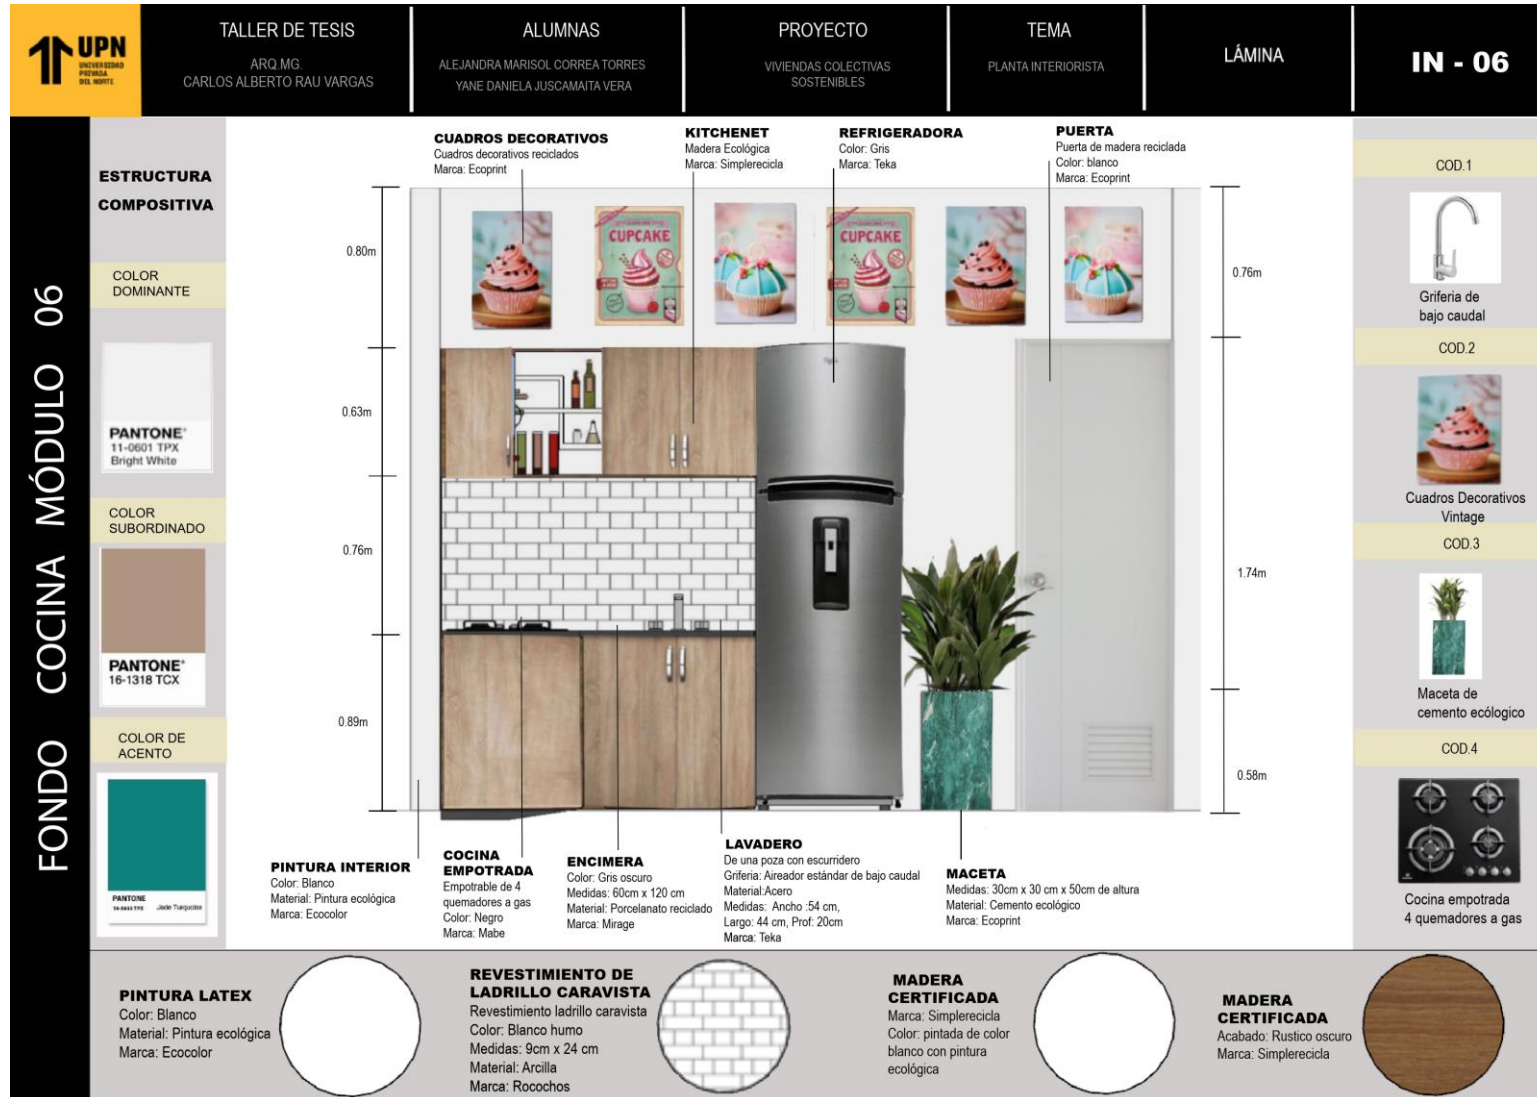 UPN
UNIVERSIDAD
PRIVADA
DEL NORTE
TALLER DE TESIS
ARQ.MG.
CARLOS ALBERTO RAU VARGAS
ALUMNAS
ALEJANDRA MARISOL CORREA TORRES
YANE DANIELA JUSCAMAITA VERA
PROYECTO
VIVIENDAS COLECTIVAS
SOSTENIBLES
TEMA
PLANTA INTERIORISTA
LÁMINA
IN - 06
FONDO COCINA MÓDULO 06
ESTRUCTURA
COMPOSITIVA
COLOR
DOMINANTE
PANTONE®
11-0601 TPX
Bright White
COLOR
SUBORDINADO
PANTONE®
16-1318 TCX
COLOR DE
ACENTO
PANTONE
Jade Turquoise
CUADROS DECORATIVOS
Cuadros decorativos reciclados
Marca: Ecoprint
KITCHENET
Madera Ecológica
Marca: Simplerecicla
REFRIGERADORA
Color: Gris
Marca: Teka
PUERTA
Puerta de madera reciclada
Color: blanco
Marca: Ecoprint
CUPCAKE
CUPCAKE
0.80m
0.63m
0.76m
0.89m
0.76m
1.74m
0.58m
PINTURA INTERIOR
Color: Blanco
Material: Pintura ecológica
Marca: Ecocolor
COCINA
EMPOTRADA
Empotrable de 4
quemadores a gas
Color: Negro
Marca: Mabe
ENCIMERA
Color: Gris oscuro
Medidas: 60cm x 120 cm
Material: Porcelanato reciclado
Marca: Mirage
LAVADERO
De una poza con escurridero
Griferia: Aireador estándar de bajo caudal
Material:Acero
Medidas: Ancho :54 cm,
Largo: 44 cm, Prof: 20cm
Marca: Teka
MACETA
Medidas: 30cm x 30 cm x 50cm de altura
Material: Cemento ecológico
Marca: Ecoprint
COD.1
Griferia de
bajo caudal
COD.2
Cuadros Decorativos
Vintage
COD.3
Maceta de
cemento ecólogico
COD.4
Cocina empotrada
4 quemadores a gas
PINTURA LATEX
Color: Blanco
Material: Pintura ecológica
Marca: Ecocolor
REVESTIMIENTO DE
LADRILLO CARAVISTA
Revestimiento ladrillo caravista
Color: Blanco humo
Medidas: 9cm x 24 cm
Material: Arcilla
Marca: Rocochos
MADERA
CERTIFICADA
Marca: Simplerecicla
Color: pintada de color
blanco con pintura
ecológica
MADERA
CERTIFICADA
Acabado: Rustico oscuro
Marca: Simplerecicla